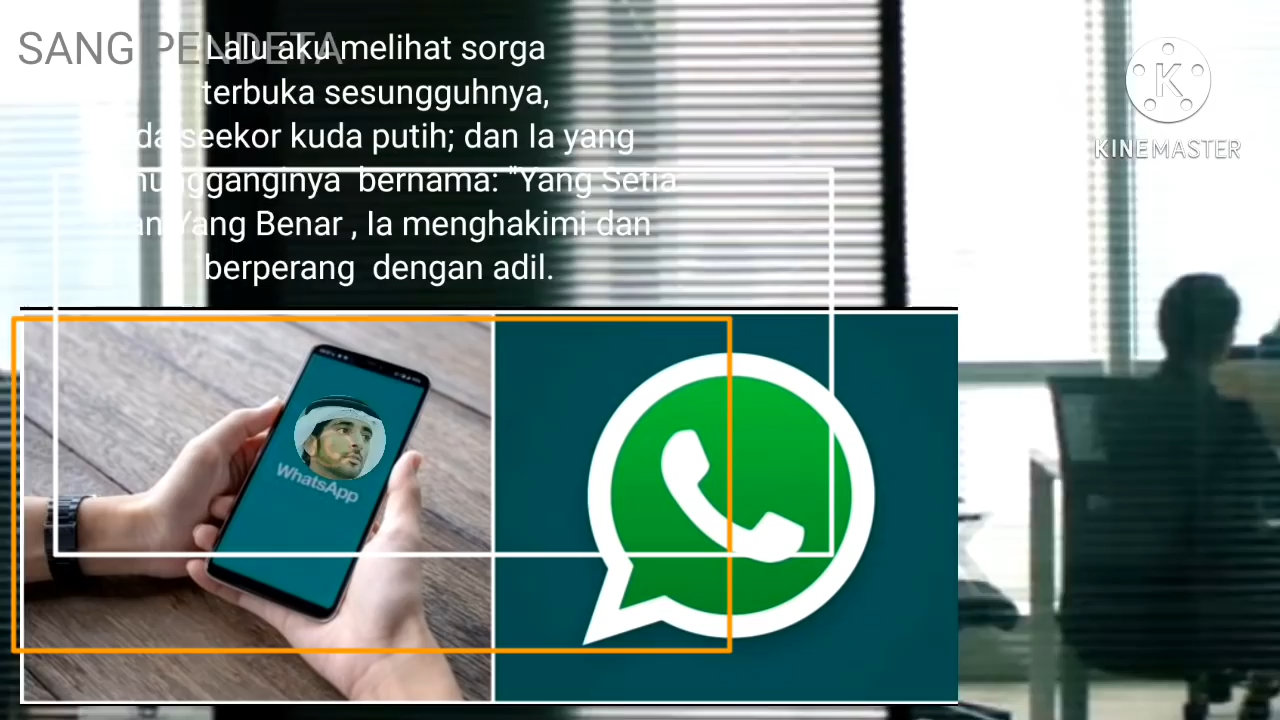 SANG PENDETA
Lalu aku melihat sorga
terbuka sesungguhnya,
seekor kuda putih; dan Ia yang
bernama: "Yang Setia
Yang Benar , Ia menghakimi dan
berperang dengan adil.
KINEMASTER
WhatsApp